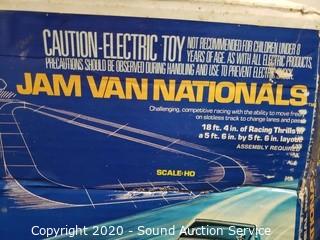 CAUTION-ELECTRIC TOY NOT RECOMMENDED FOR CHILDREN UNDER 8
YEARS OF AGE. AS WITH ALL ELECTRIC PRODUCTS,
PRECAUTIONS SHOULD BE OBSERVED DURING HANDLING AND USE TO PREVENT ELECTRIC
JAM VAN NATIONALS
Challenging, competitive racing with the ability to move freely
on slotless track to change lanes and pass
18 ft. 4 in. of Racing Thrills
a 5 ft. 6 in. by 5 ft. 6 in. layout
ASSEMBLY REQUIRED
SCALE: HO
Copyright 2020 - Sound Auction Service